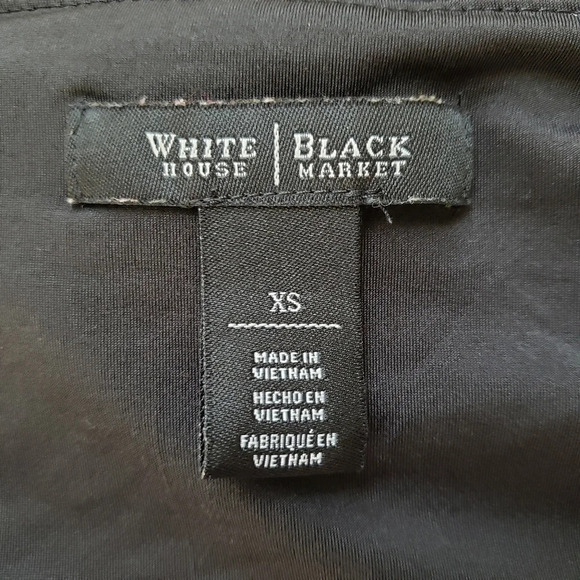 WHITE | BLACK
HOUSE | MARKET
XS
MADE IN
VIETNAM
HECHO EN
VIETNAM
FABRIQUÉ EN
VIETNAM